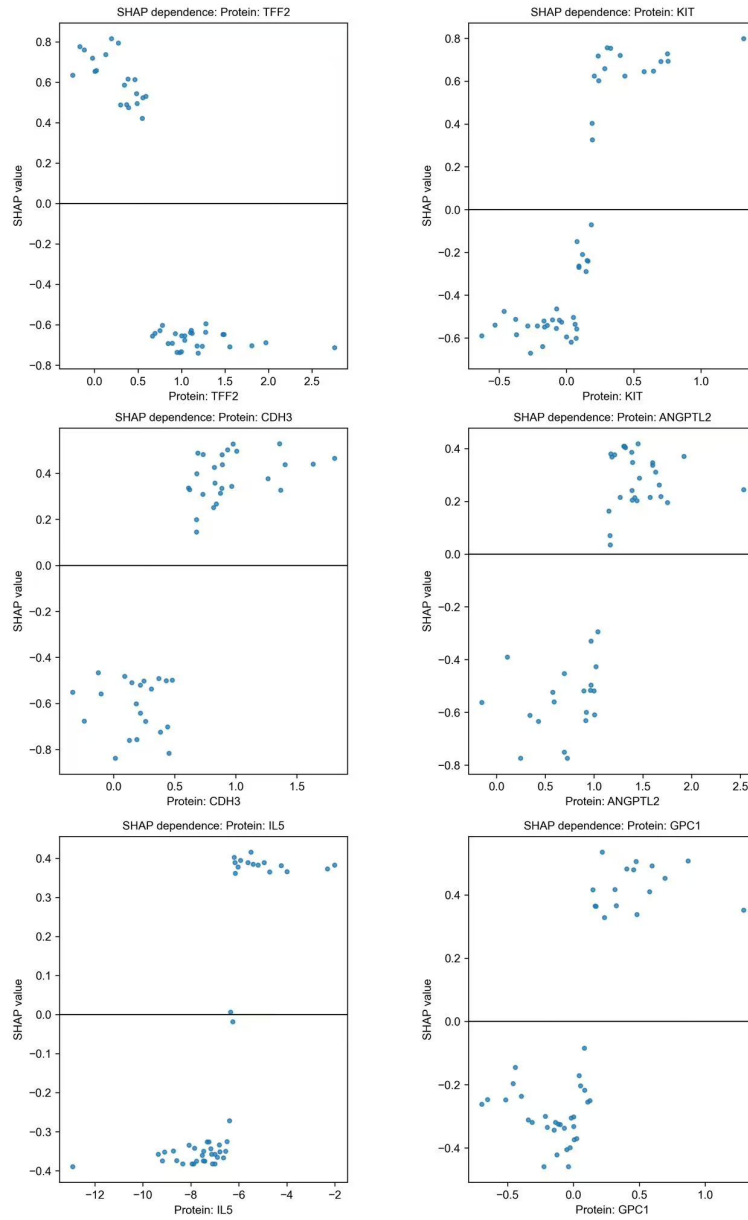 SHAP dependence: Protein: TFF2
0.8
0.6
0.4
0.2
0.0
−0.2
−0.4
−0.6
−0.8
SHAP value
0.0 0.5 1.0 1.5 2.0 2.5
Protein: TFF2
SHAP dependence: Protein: KIT
0.8
0.6
0.4
0.2
0.0
−0.2
−0.4
−0.6
SHAP value
−0.5 0.0 0.5 1.0
Protein: KIT
SHAP dependence: Protein: CDH3
0.4
0.2
0.0
−0.2
−0.4
−0.6
−0.8
SHAP value
0.0 0.5 1.0 1.5
Protein: CDH3
SHAP dependence: Protein: ANGPTL2
0.4
0.2
0.0
−0.2
−0.4
−0.6
−0.8
SHAP value
0.0 0.5 1.0 1.5 2.0 2.5
Protein: ANGPTL2
SHAP dependence: Protein: IL5
0.4
0.3
0.2
0.1
0.0
−0.1
−0.2
−0.3
−0.4
SHAP value
−12 −10 −8 −6 −4 −2
Protein: IL5
SHAP dependence: Protein: GPC1
0.4
0.2
0.0
−0.2
−0.4
SHAP value
−0.5 0.0 0.5 1.0
Protein: GPC1